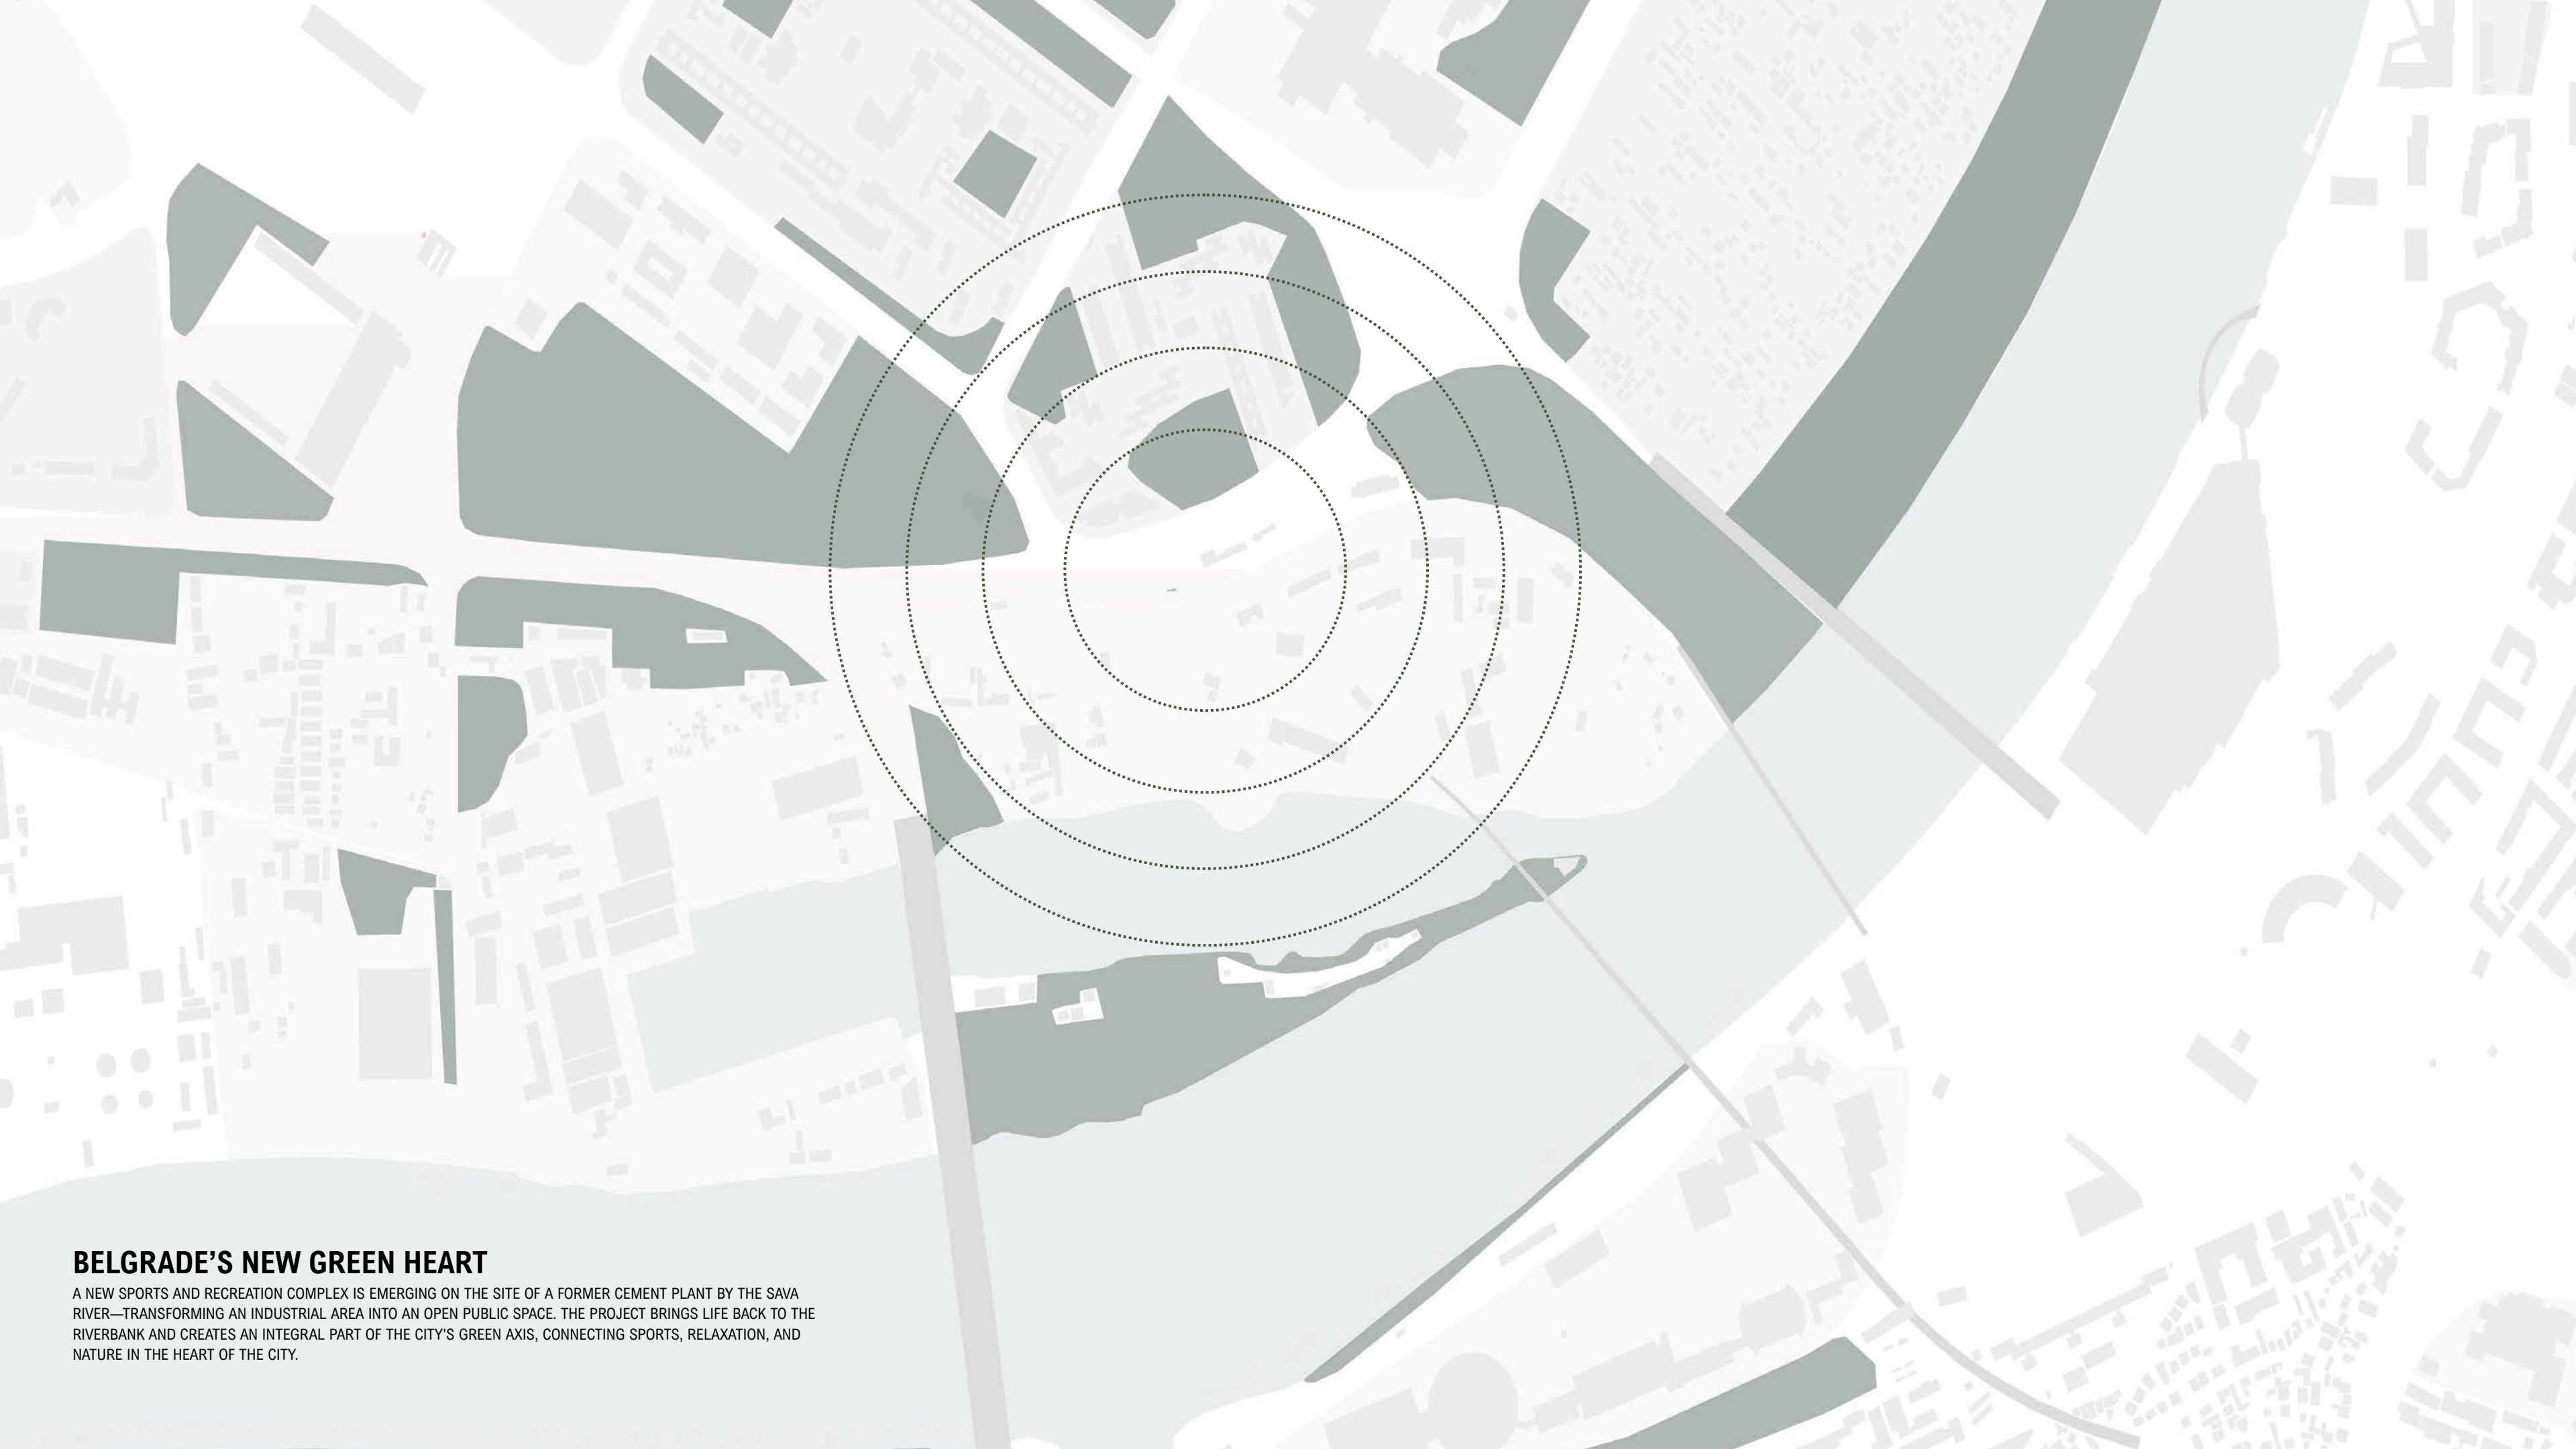 BELGRADE’S NEW GREEN HEART
A NEW SPORTS AND RECREATION COMPLEX IS EMERGING ON THE SITE OF A FORMER CEMENT PLANT BY THE SAVA
RIVER—TRANSFORMING AN INDUSTRIAL AREA INTO AN OPEN PUBLIC SPACE. THE PROJECT BRINGS LIFE BACK TO THE
RIVERBANK AND CREATES AN INTEGRAL PART OF THE CITY’S GREEN AXIS, CONNECTING SPORTS, RELAXATION, AND
NATURE IN THE HEART OF THE CITY.